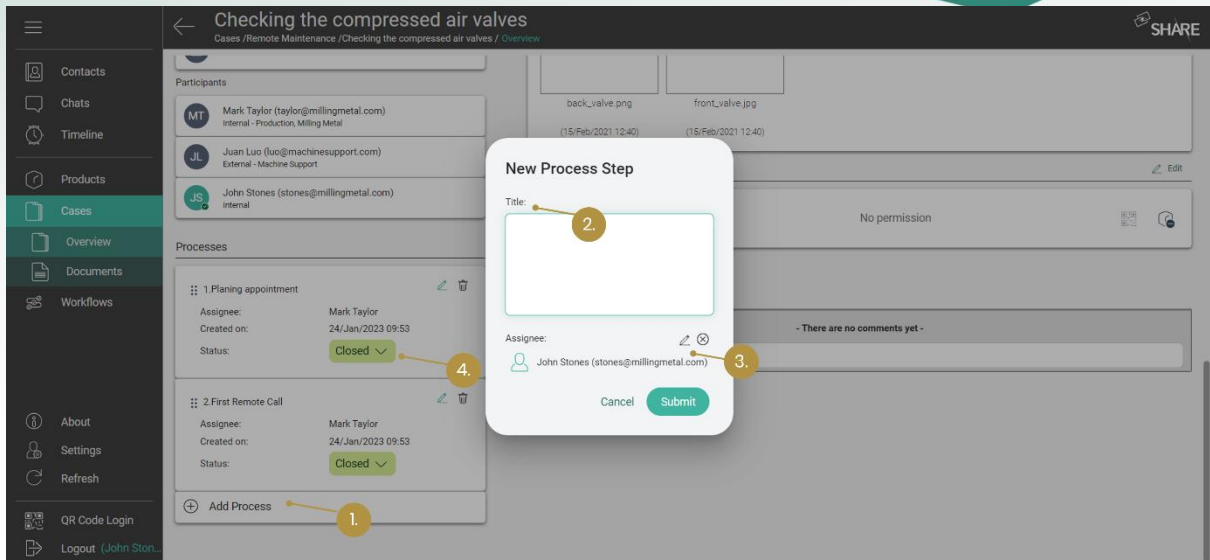 Checking the compressed air valves
Cases /Remote Maintenance /Checking the compressed air valves / Overview
SHARE
Contacts
Chats
Timeline
Products
Cases
Overview
Documents
Workflows
About
Settings
Refresh
QR Code Login
Logout (John Ston...
Participants
MT
Mark Taylor (taylor@millingmetal.com)
Internal - Production, Milling Metal
JL
Juan Luo (luo@machinesupport.com)
External - Machine Support
JS
John Stones (stones@millingmetal.com)
Internal
Processes
1.Planing appointment
Assignee: Mark Taylor
Created on: 24/Jan/2023 09:53
Status: Closed
4.
2.First Remote Call
Assignee: Mark Taylor
Created on: 24/Jan/2023 09:53
Status: Closed
Add Process
1.
back_valve.png front_valve.jpg
(15/Feb/2021 12:40) (15/Feb/2021 12:40)
New Process Step
Title:
2.
Assignee:
John Stones (stones@millingmetal.com)
3.
Cancel Submit
Edit
No permission
- There are no comments yet -